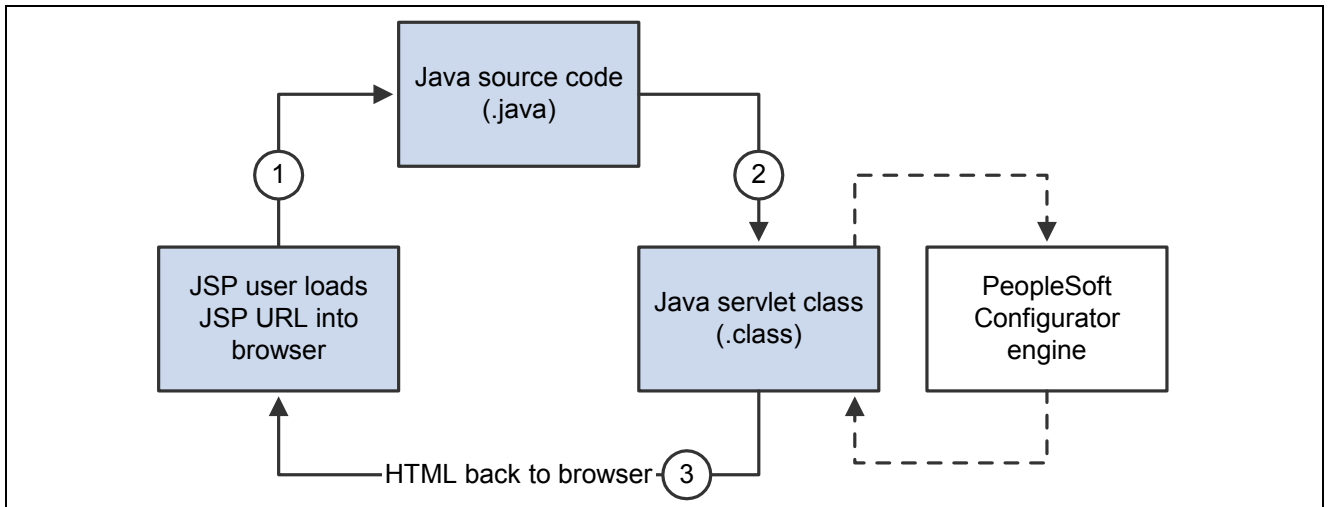 Java source code
(.java)
1
2
JSP user loads
JSP URL into
browser
Java servlet class
(.class)
PeopleSoft
Configurator
engine
HTML back to browser
3